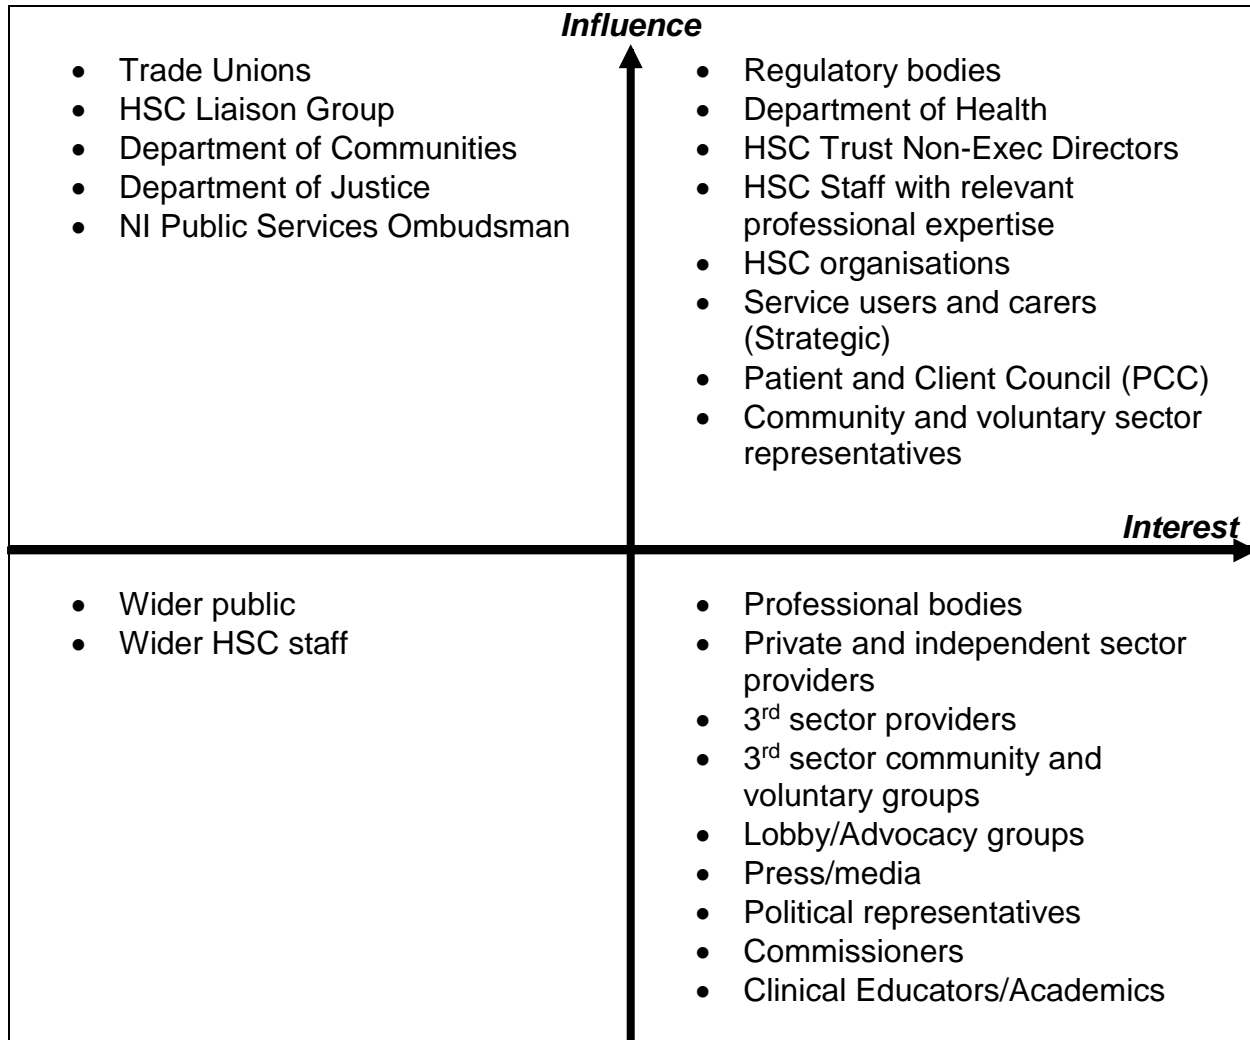 Influence
• Trade Unions
• HSC Liaison Group
• Department of Communities
• Department of Justice
• NI Public Services Ombudsman
• Regulatory bodies
• Department of Health
• HSC Trust Non-Exec Directors
• HSC Staff with relevant
professional expertise
• HSC organisations
• Service users and carers
(Strategic)
• Patient and Client Council (PCC)
• Community and voluntary sector
representatives
Interest
• Wider public
• Wider HSC staff
• Professional bodies
• Private and independent sector
providers
• 3rd sector providers
• 3rd sector community and
voluntary groups
• Lobby/Advocacy groups
• Press/media
• Political representatives
• Commissioners
• Clinical Educators/Academics